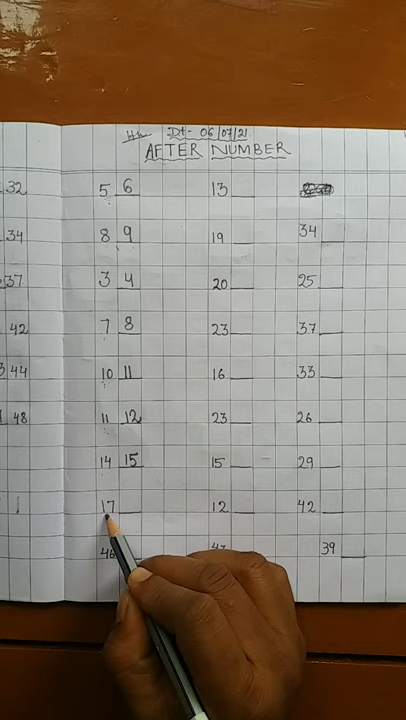 Dt- 06/07/21
AFTER NUMBER
32 5 6 13
34 8 9 19 34
37 3 4 20 25
42 7 8 23 37
44 10 11 16 33
11 12 23 26
48 14 15 15 29
17 12 42
46 39